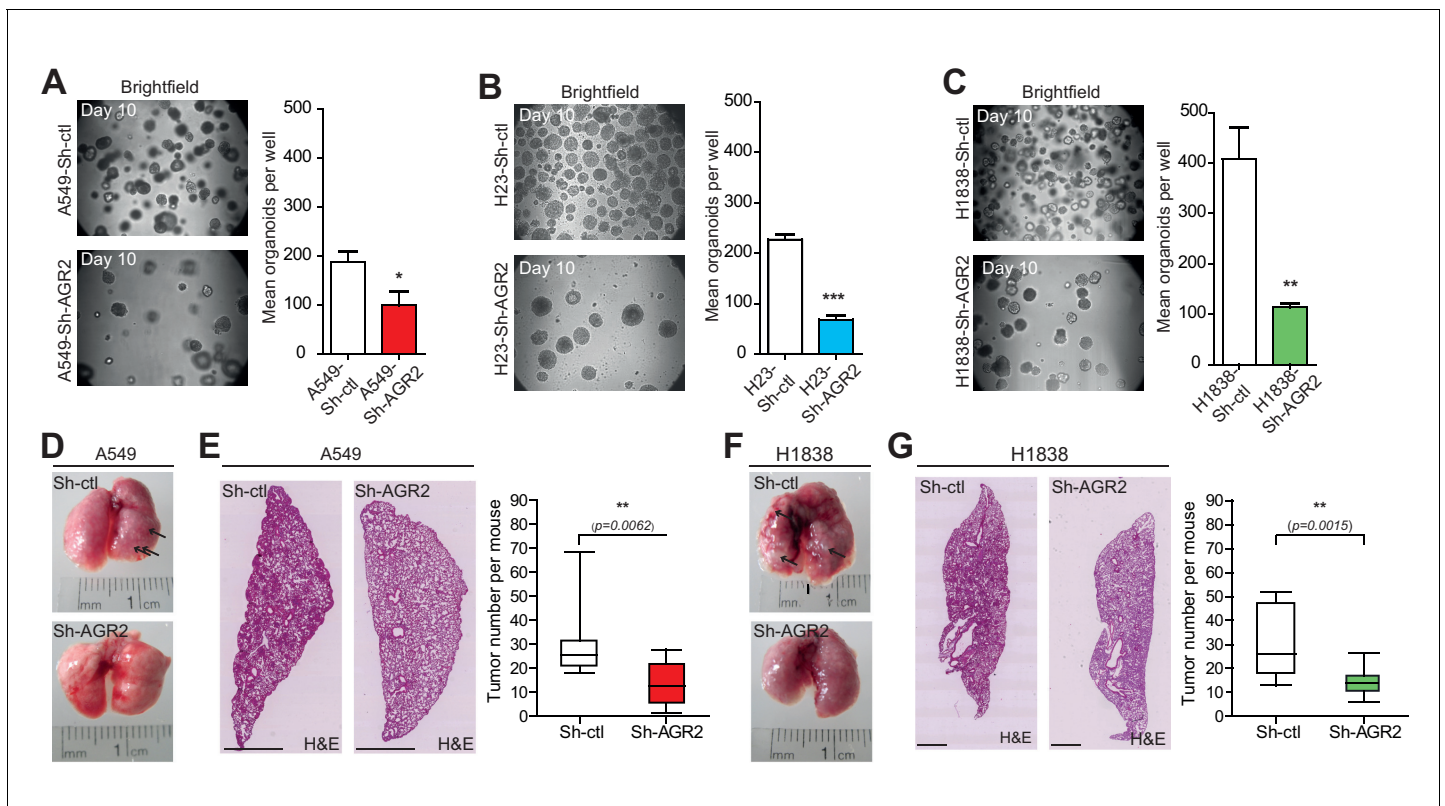 A
Brightfield
A549-Sh-ctl
Day 10
A549-Sh-AGR2
Day 10
Mean organoids per well
500
400
300
200
100
0
*
A549-
Sh-ctl
A549-
Sh-AGR2
B
Brightfield
H23-Sh-ctl
Day 10
H23-Sh-AGR2
Day 10
Mean organoids per well
500
400
300
200
100
0
***
H23-
Sh-ctl
H23-
Sh-AGR2
C
Brightfield
H1838-Sh-ctl
Day 10
H1838-Sh-AGR2
Day 10
Mean organoids per well
500
400
300
200
100
0
**
H1838-
Sh-ctl
H1838-
Sh-AGR2
D
A549
Sh-ctl
mm 1 cm
Sh-AGR2
mm 1 cm
E
A549
Sh-ctl
H&E
Sh-AGR2
H&E
Tumor number per mouse
90
80
70
60
50
40
30
20
10
0
**
(p=0.0062)
Sh-ctl
Sh-AGR2
F
H1838
Sh-ctl
mm 1 cm
Sh-AGR2
mm 1 cm
G
H1838
Sh-ctl
H&E
Sh-AGR2
H&E
Tumor number per mouse
90
80
70
60
50
40
30
20
10
0
**
(p=0.0015)
Sh-ctl
Sh-AGR2